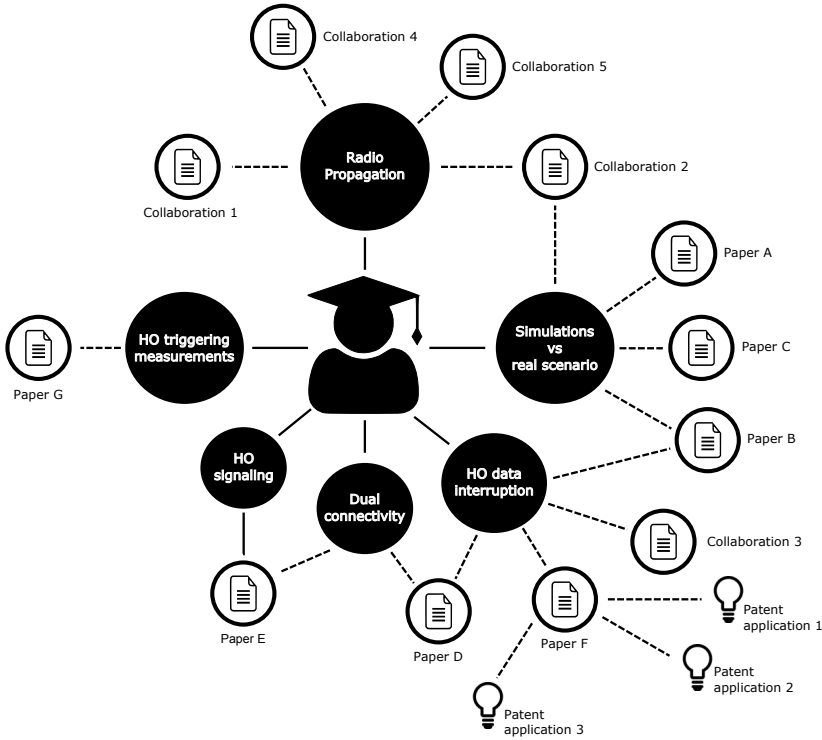 Collaboration 4
Collaboration 5
Radio
Propagation
Collaboration 2
Collaboration 1
Paper A
HO triggering
measurements
Simulations
vs
real scenario
Paper C
Paper G
Paper B
HO
signaling
HO data
interruption
Dual
connectivity
Collaboration 3
Paper E
Paper D
Paper F
Patent
application 1
Patent
application 2
Patent
application 3